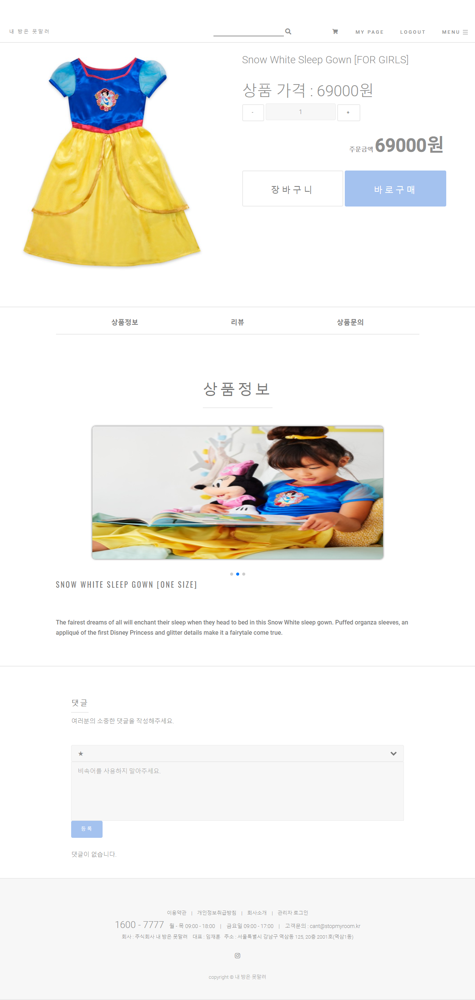 내 방은 못말려
MY PAGE
LOGOUT
MENU
Snow White Sleep Gown [FOR GIRLS]
상품 가격 : 69000원
-
1
+
주문금액 69000원
장바구니
바로구매
상품정보
리뷰
상품문의
상품정보
SNOW WHITE SLEEP GOWN [ONE SIZE]
The fairest dreams of all will enchant their sleep when they head to bed in this Snow White sleep gown. Puffed organza sleeves, an
appliqué of the first Disney Princess and glitter details make it a fairytale come true.
댓글
여러분의 소중한 댓글을 작성해주세요.
★
비속어를 사용하지 말아주세요.
등록
댓글이 없습니다.
이용약관 | 개인정보취급방침 | 회사소개 | 관리자 로그인
1600 - 7777 월 - 목 09:00 - 18:00 | 금요일 09:00 - 17:00 | 고객문의 : cant@stopmyroom.kr
회사 : 주식회사 내 방은 못말려 대표 : 임재훈 주소 : 서울특별시 강남구 역삼동 125, 20층 2001호(역삼1동)
copyright © 내 방은 못말려